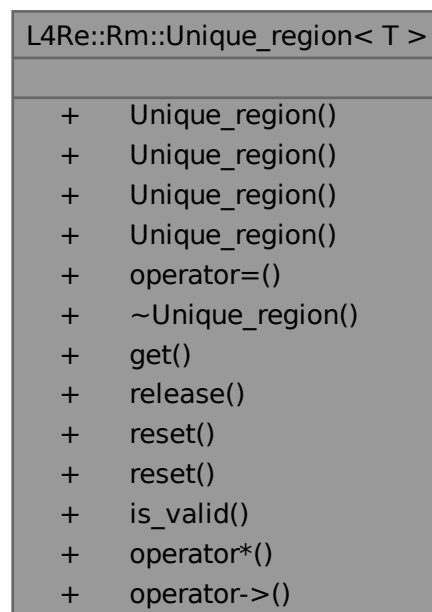 L4Re::Rm::Unique_region< T >
+ Unique_region()
+ Unique_region()
+ Unique_region()
+ Unique_region()
+ operator=()
+ ~Unique_region()
+ get()
+ release()
+ reset()
+ reset()
+ is_valid()
+ operator*()
+ operator->()